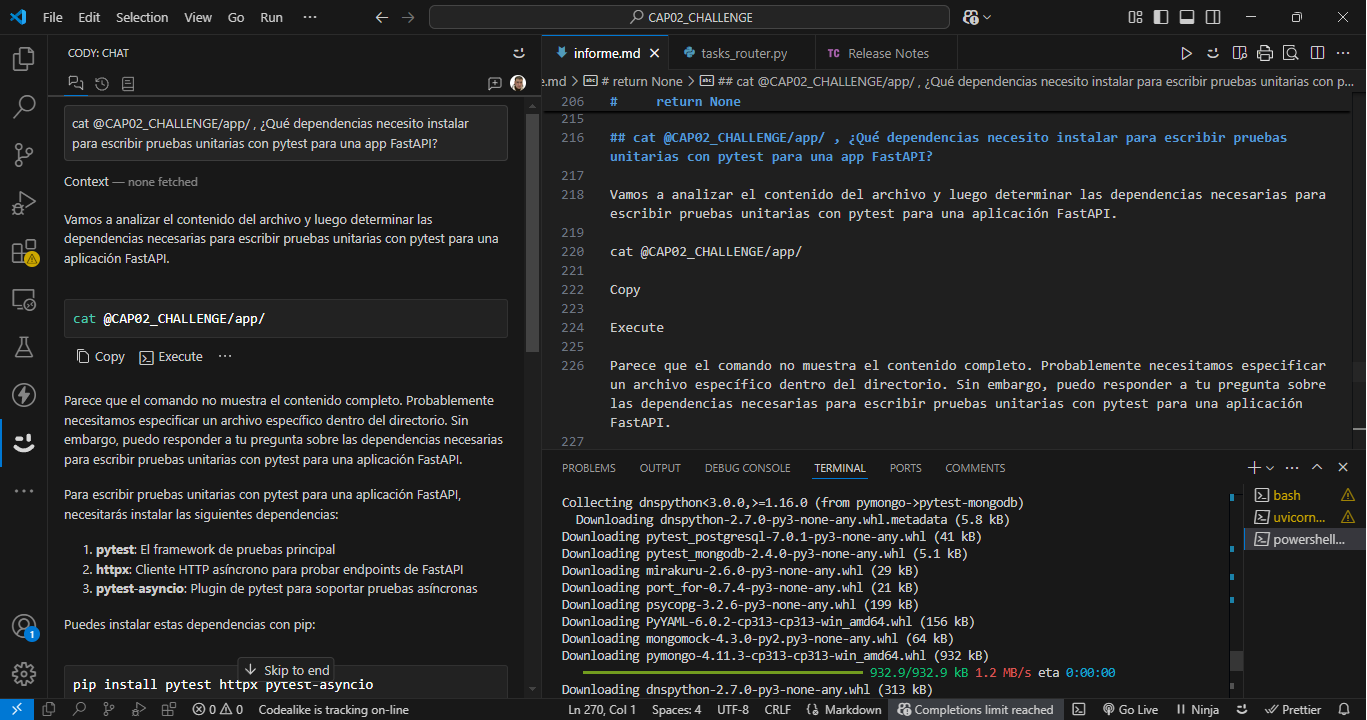 File Edit Selection View Go Run ··· CAP02_CHALLENGE
CODY: CHAT
cat @CAP02_CHALLENGE/app/ , ¿Qué dependencias necesito instalar
para escribir pruebas unitarias con pytest para una app FastAPI?
Context — none fetched
Vamos a analizar el contenido del archivo y luego determinar las
dependencias necesarias para escribir pruebas unitarias con pytest para una
aplicación FastAPI.
cat @CAP02_CHALLENGE/app/
Copy Execute ···
Parece que el comando no muestra el contenido completo. Probablemente
necesitamos especificar un archivo específico dentro del directorio. Sin
embargo, puedo responder a tu pregunta sobre las dependencias necesarias
para escribir pruebas unitarias con pytest para una aplicación FastAPI.
Para escribir pruebas unitarias con pytest para una aplicación FastAPI,
necesitarás instalar las siguientes dependencias:
1. pytest: El framework de pruebas principal
2. httpx: Cliente HTTP asíncrono para probar endpoints de FastAPI
3. pytest-asyncio: Plugin de pytest para soportar pruebas asíncronas
Puedes instalar estas dependencias con pip:
Skip to end
pip install pytest httpx pytest-asyncio
informe.md tasks_router.py TC Release Notes
e.md > # return None > ## cat @CAP02_CHALLENGE/app/ , ¿Qué dependencias necesito instalar para escribir pruebas unitarias con p...
206 # return None
215
216 ## cat @CAP02_CHALLENGE/app/ , ¿Qué dependencias necesito instalar para escribir pruebas
unitarias con pytest para una app FastAPI?
217
218 Vamos a analizar el contenido del archivo y luego determinar las dependencias necesarias para
escribir pruebas unitarias con pytest para una aplicación FastAPI.
219
220 cat @CAP02_CHALLENGE/app/
221
222 Copy
223
224 Execute
225
226 Parece que el comando no muestra el contenido completo. Probablemente necesitamos especificar
un archivo específico dentro del directorio. Sin embargo, puedo responder a tu pregunta sobre
las dependencias necesarias para escribir pruebas unitarias con pytest para una aplicación
FastAPI.
227
PROBLEMS OUTPUT DEBUG CONSOLE TERMINAL PORTS COMMENTS
Collecting dnspython<3.0.0,>=1.16.0 (from pymongo->pytest-mongodb)
Downloading dnspython-2.7.0-py3-none-any.whl.metadata (5.8 kB)
Downloading pytest_postgresql-7.0.1-py3-none-any.whl (41 kB)
Downloading pytest_mongodb-2.4.0-py2.py3-none-any.whl (5.1 kB)
Downloading mirakuru-2.6.0-py3-none-any.whl (29 kB)
Downloading port_for-0.7.4-py3-none-any.whl (21 kB)
Downloading psycopg-3.2.6-py3-none-any.whl (199 kB)
Downloading PyYAML-6.0.2-cp313-cp313-win_amd64.whl (156 kB)
Downloading mongomock-4.3.0-py2.py3-none-any.whl (64 kB)
Downloading pymongo-4.11.3-cp313-cp313-win_amd64.whl (932 kB)
932.9/932.9 kB 1.2 MB/s eta 0:00:00
Downloading dnspython-2.7.0-py3-none-any.whl (313 kB)
bash
uvicorn...
powershell...
1
0 0 Codealike is tracking on-line Ln 270, Col 1 Spaces: 4 UTF-8 CRLF Markdown Completions limit reached Go Live Ninja Prettier